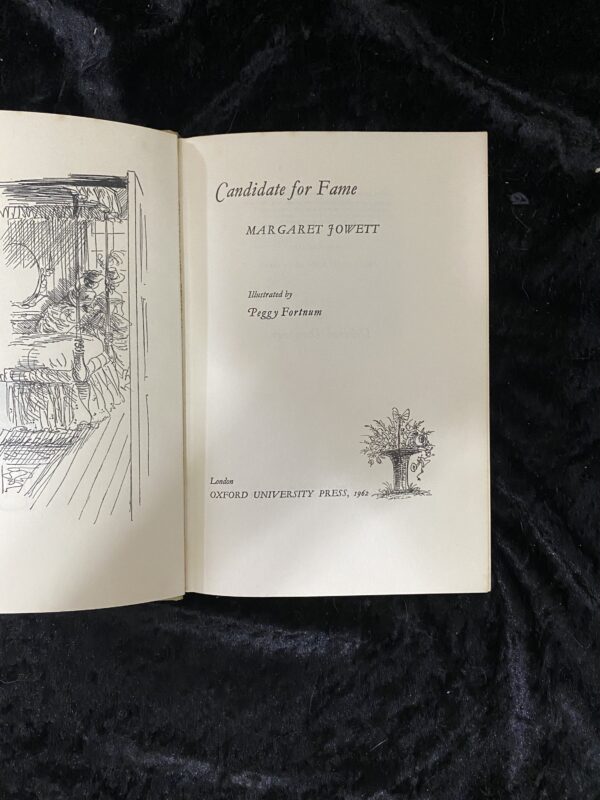 Candidate for Fame
MARGARET JOWETT
Illustrated by
Peggy Fortnum
London
OXFORD UNIVERSITY PRESS, 1962